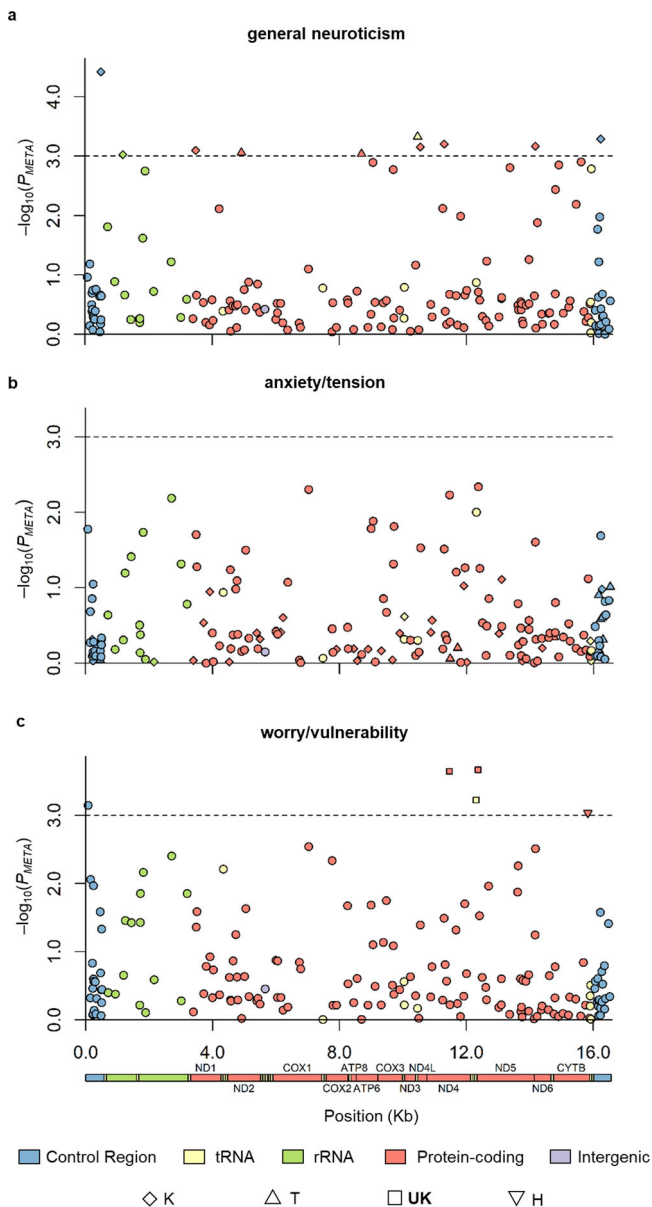 a
general neuroticism
4.0
3.0
2.0
1.0
0.0
–log10(PMETA)
b
anxiety/tension
3.0
2.0
1.0
0.0
–log10(PMETA)
c
worry/vulnerability
3.0
2.0
1.0
0.0
–log10(PMETA)
0.0 4.0 8.0 12.0 16.0
ND1 COX1 ATP8 COX3 ND4L ND5 CYTB
ND2 COX2 ATP6 ND3 ND4 ND6
Position (Kb)
Control Region tRNA rRNA Protein-coding Intergenic
K T UK H